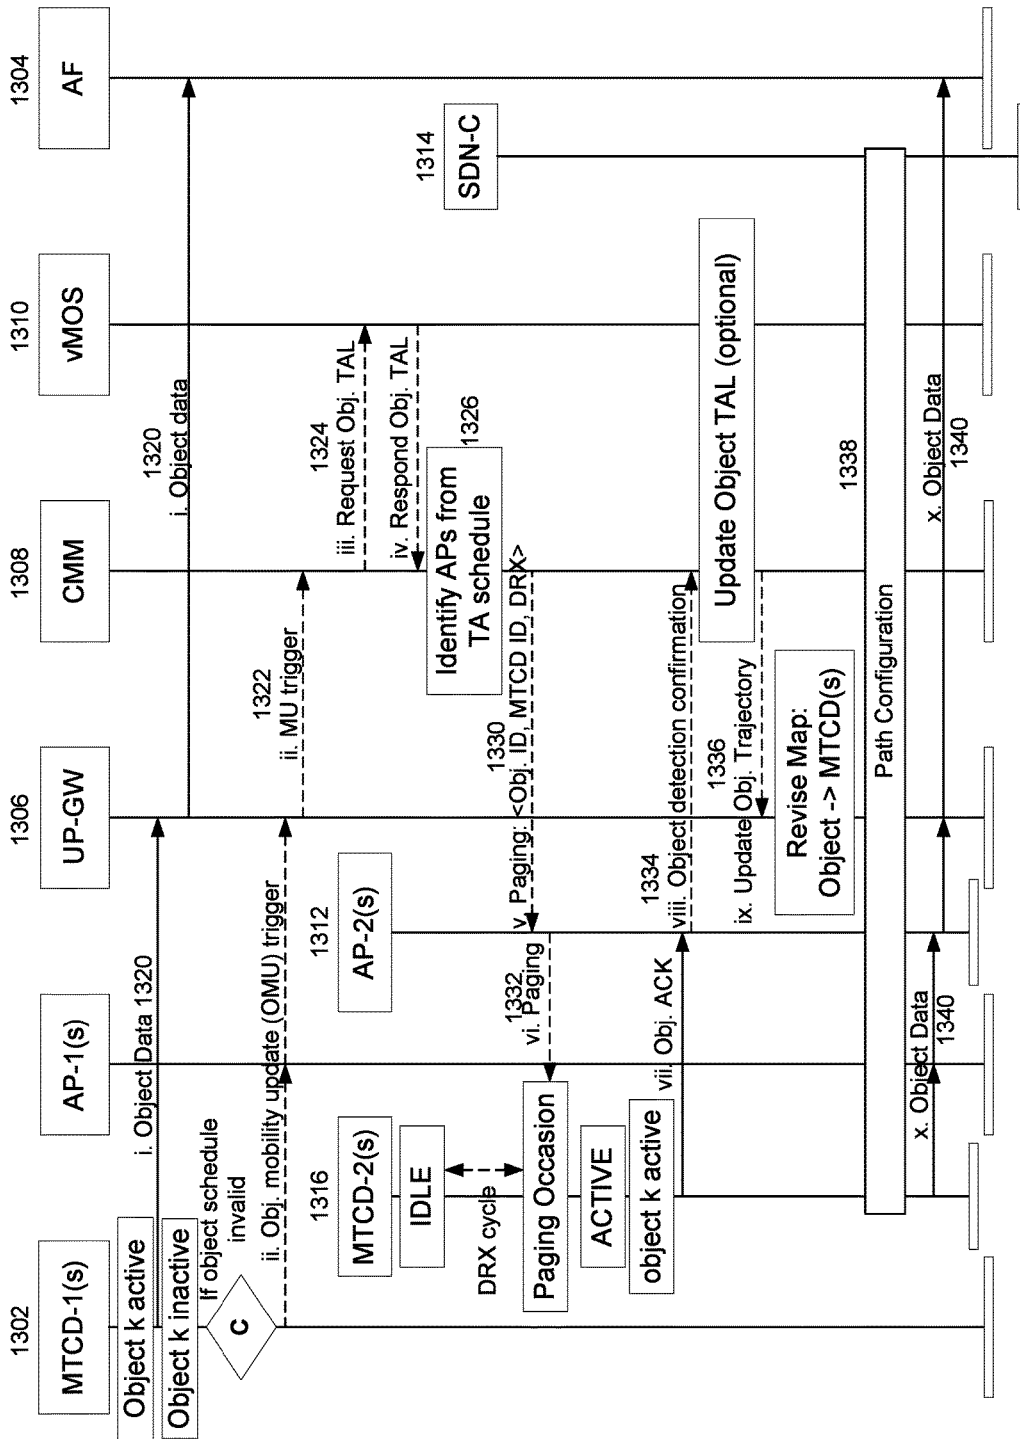 1302
MTCD-1(s)
AP-1(s)
1306
UP-GW
1308
CMM
1310
vMOS
1304
AF
Object k active
Object k inactive
i. Object Data 1320
1320
i. Object data
If object schedule
invalid
C
ii. Obj. mobility update (OMU) trigger
1322
ii. MU trigger
1316
MTCD-2(s)
1312
AP-2(s)
1324
iii. Request Obj. TAL
iv. Respond Obj. TAL
1314
SDN-C
IDLE
DRX cycle
Identify APs from
TA schedule
1326
1330
v. Paging: <Obj. ID, MTCD ID, DRX>
1332
vi. Paging
Paging Occasion
ACTIVE
object k active
vii. Obj. ACK
1334
viii. Object detection confirmation
Update Object TAL (optional)
1336
ix. Update Obj. Trajectory
Revise Map:
Object -> MTCD(s)
1338
Path Configuration
x. Object Data
1340
x. Object Data
1340